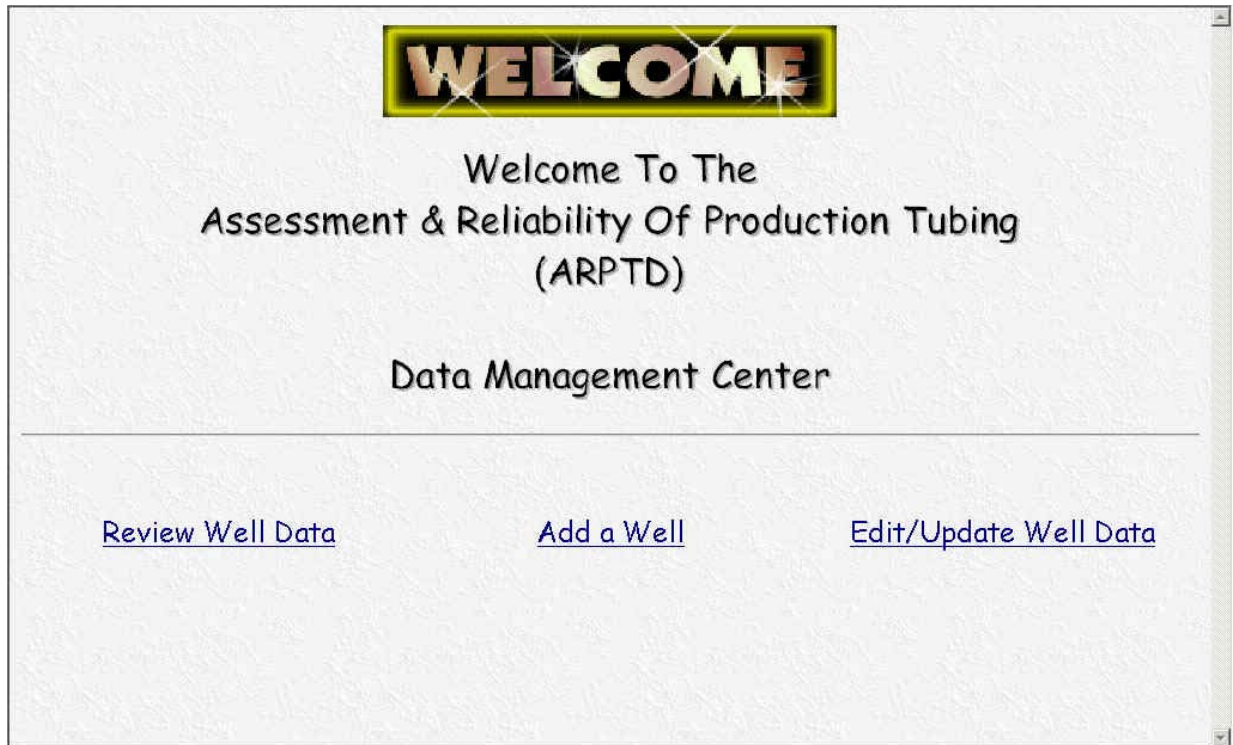 WELCOME
Welcome To The
Assessment & Reliability Of Production Tubing
(ARPTD)
Data Management Center
Review Well Data Add a Well Edit/Update Well Data